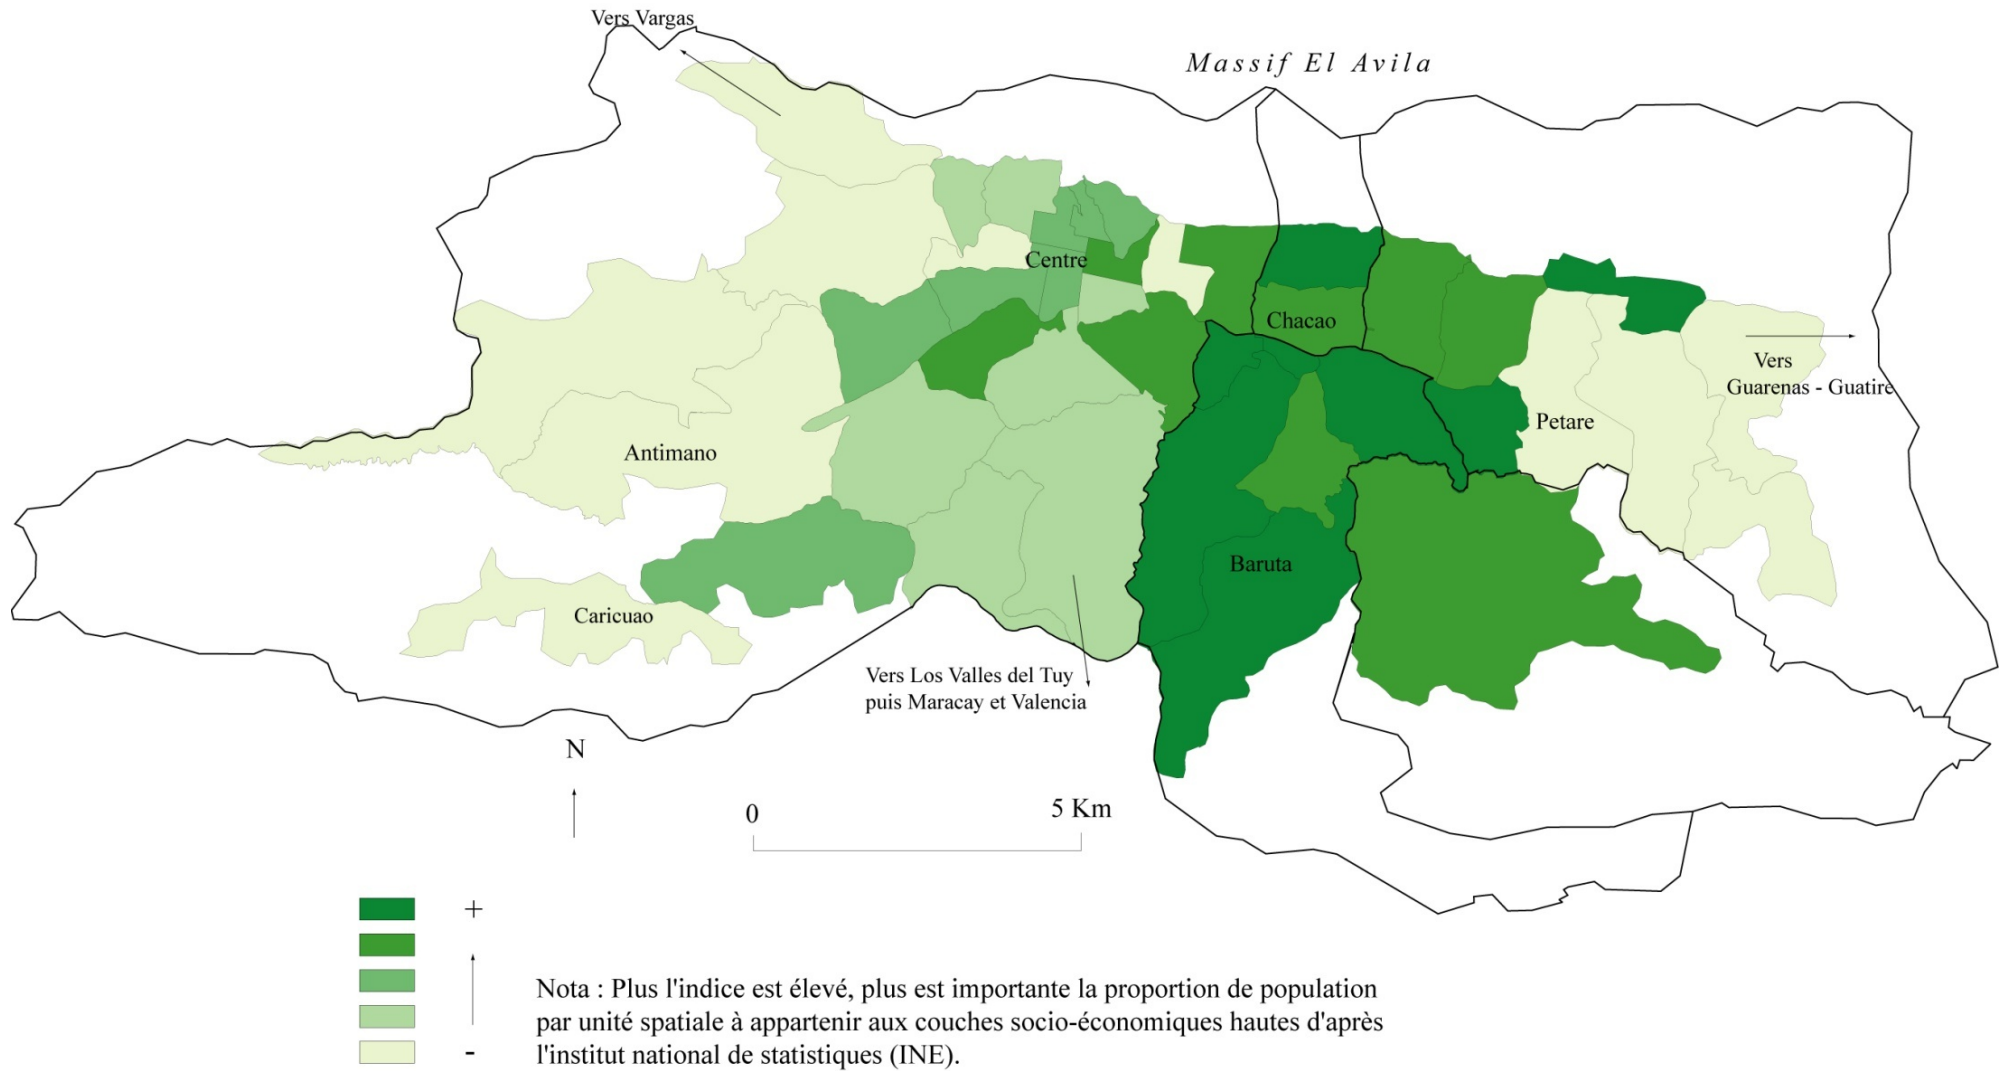 Vers Vargas
Massif El Avila
Centre
Chacao
Vers
Guarenas - Guatire
Petare
Antimano
Baruta
Caricuao
Vers Los Valles del Tuy
puis Maracay et Valencia
N
0
5 Km
+
-
Nota : Plus l'indice est élevé, plus est importante la proportion de population
par unité spatiale à appartenir aux couches socio-économiques hautes d'après
l'institut national de statistiques (INE).